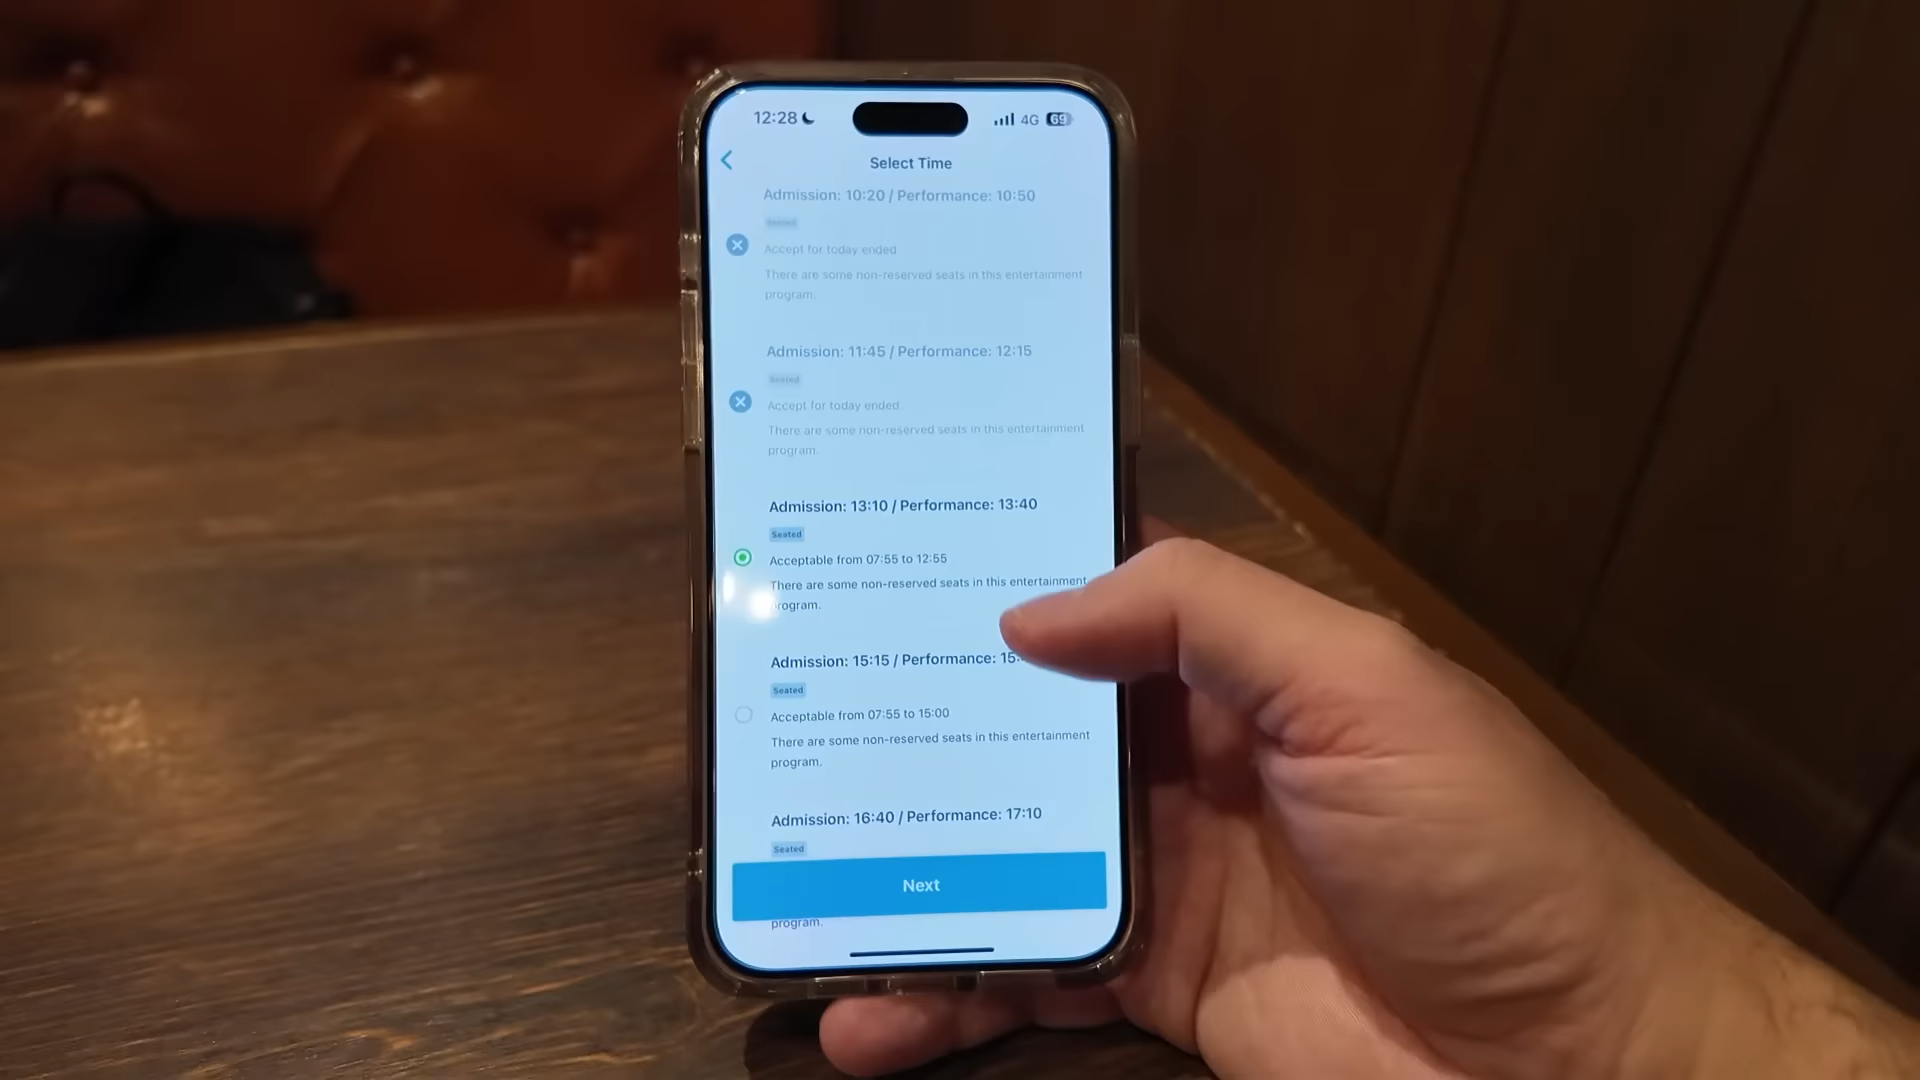 12:28
4G
69
Select Time
Admission: 10:20 / Performance: 10:50
Seated
Accept for today ended
There are some non-reserved seats in this entertainment
program.
Admission: 11:45 / Performance: 12:15
Seated
Accept for today ended
There are some non-reserved seats in this entertainment
program.
Admission: 13:10 / Performance: 13:40
Seated
Acceptable from 07:55 to 12:55
There are some non-reserved seats in this entertainment
program.
Admission: 15:15 / Performance: 15:
Seated
Acceptable from 07:55 to 15:00
There are some non-reserved seats in this entertainment
program.
Admission: 16:40 / Performance: 17:10
Seated
Next
program.